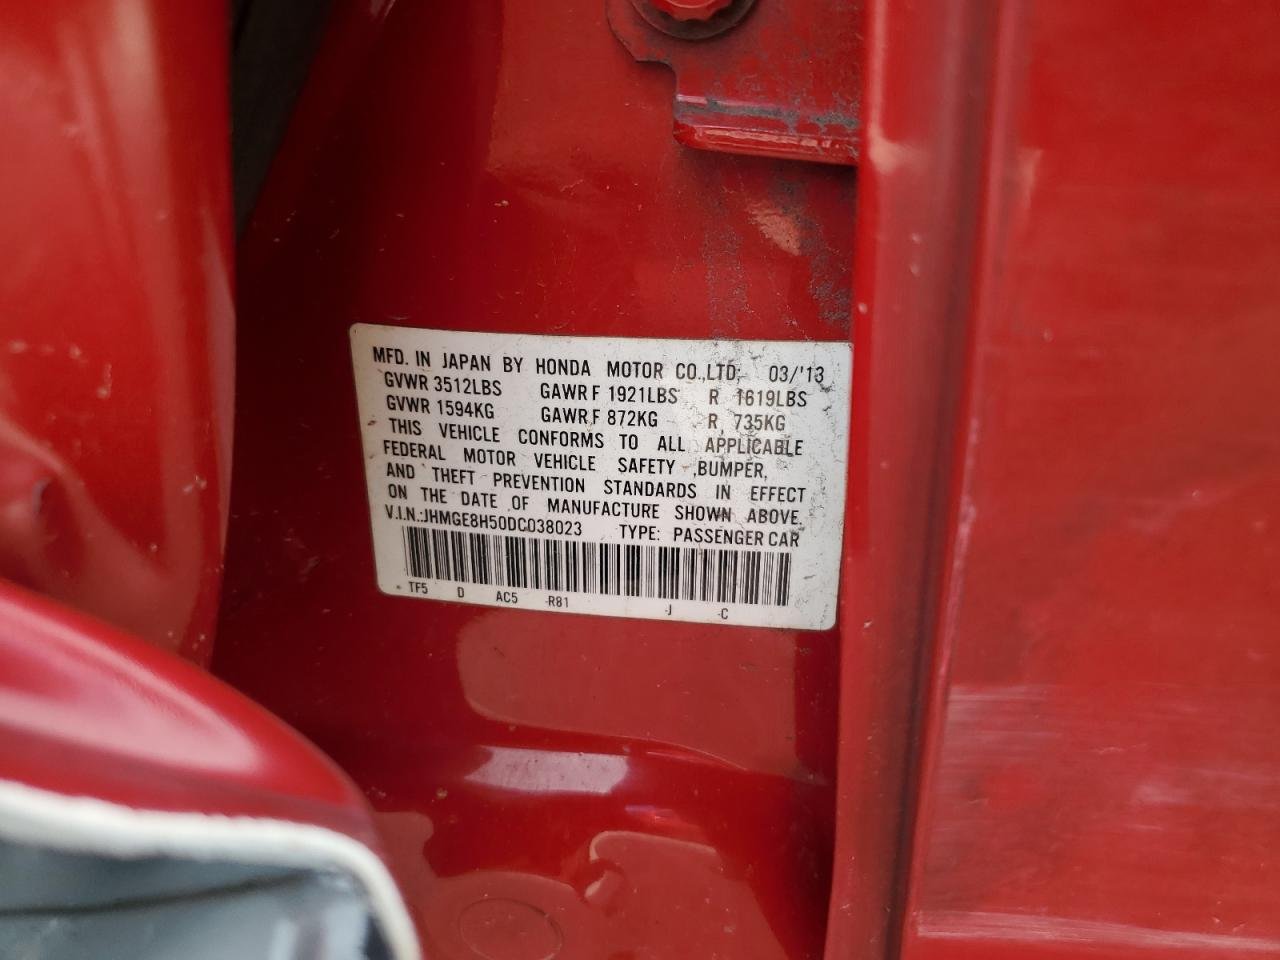 MFD. IN JAPAN BY HONDA MOTOR CO.,LTD; 03/'13
GVWR 3512LBS GAWR F 1921LBS R 1619LBS
GVWR 1594KG GAWR F 872KG R 735KG
THIS VEHICLE CONFORMS TO ALL APPLICABLE
FEDERAL MOTOR VEHICLE SAFETY ,BUMPER,
AND THEFT PREVENTION STANDARDS IN EFFECT
ON THE DATE OF MANUFACTURE SHOWN ABOVE.
V.I.N.:JHMGE8H50DC038023 TYPE: PASSENGER CAR
TF5 D AC5 -R81 -J -C